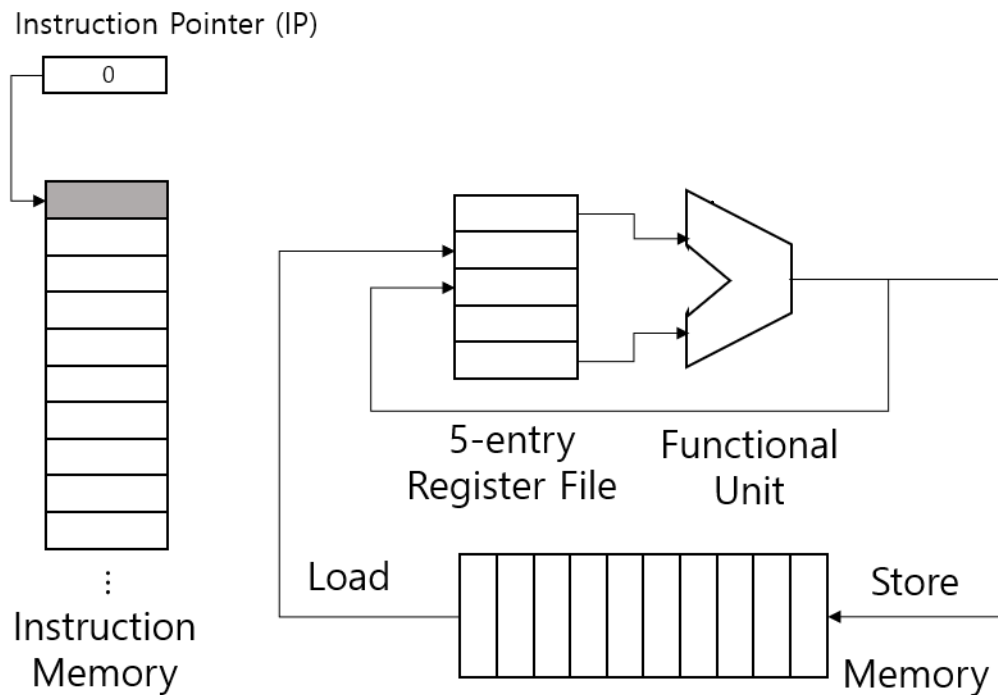 Instruction Pointer (IP)
0
5-entry
Register File
Functional
Unit
Load
Store
⋮
Instruction
Memory
Memory